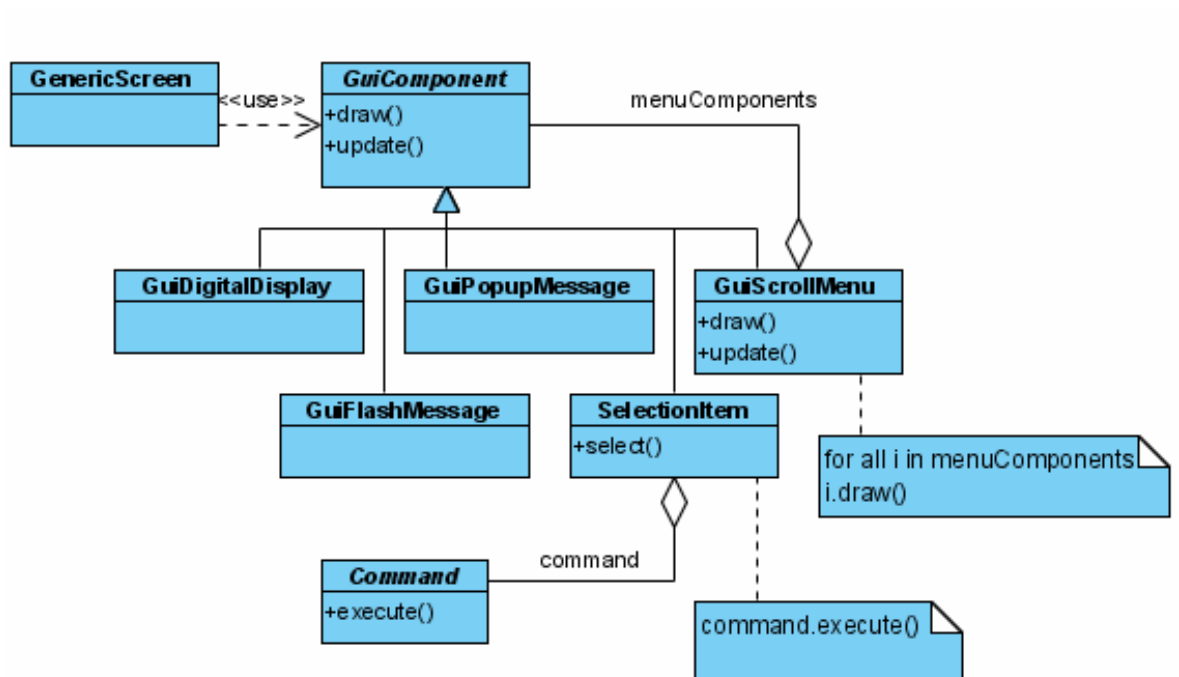 GenericScreen
<<use>>
GuiComponent
+draw()
+update()
menuComponents
GuiDigitalDisplay
GuiPopupMessage
GuiScrollMenu
+draw()
+update()
GuiFlashMessage
SelectionItem
+select()
for all i in menuComponents
i.draw()
command
Command
+execute()
command.execute()